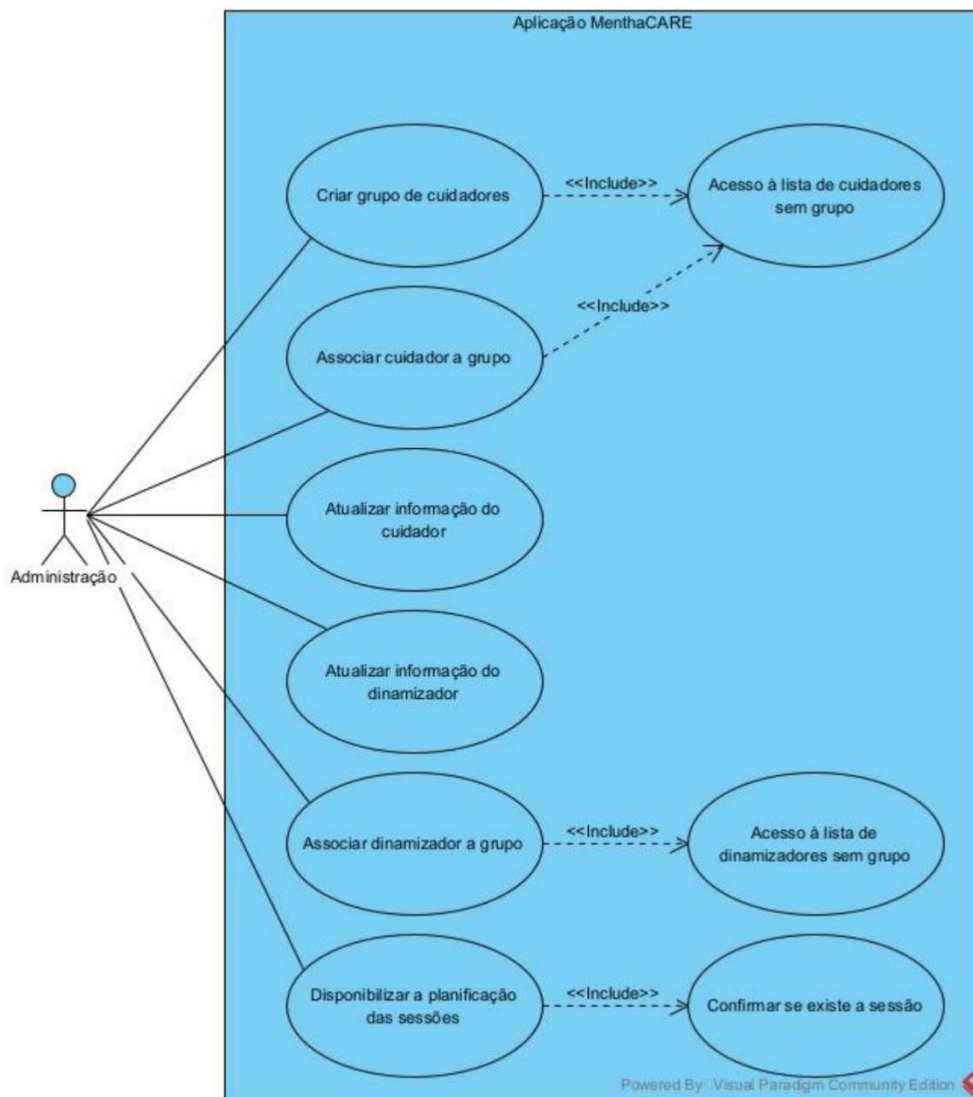 Aplicação MenthaCARE
Criar grupo de cuidadores
<<Include>>
Acesso à lista de cuidadores
sem grupo
<<Include>>
Associar cuidador a grupo
Atualizar informação do
cuidador
Administração
Atualizar informação do
dinamizador
Associar dinamizador a grupo
<<Include>>
Acesso à lista de
dinamizadores sem grupo
Disponibilizar a planificação
das sessões
<<Include>>
Confirmar se existe a sessão
Powered By Visual Paradigm Community Edition